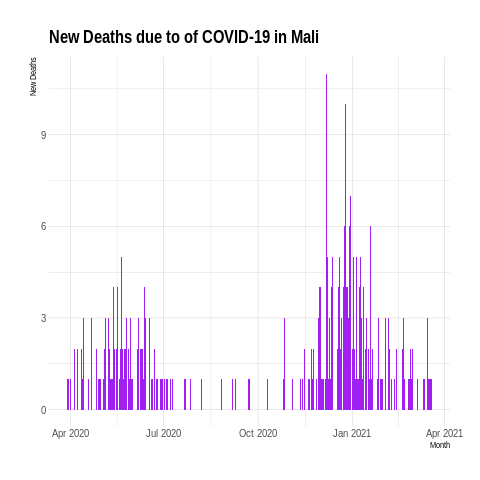 New Deaths due to of COVID-19 in Mali
New Deaths
9
6
3
0
Apr 2020 Jul 2020 Oct 2020 Jan 2021 Apr 2021
Month